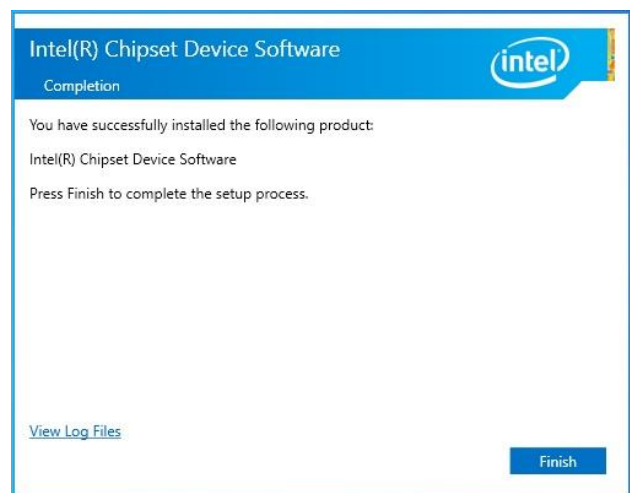 Intel(R) Chipset Device Software
intel
Completion
You have successfully installed the following product:
Intel(R) Chipset Device Software
Press Finish to complete the setup process.
View Log Files
Finish